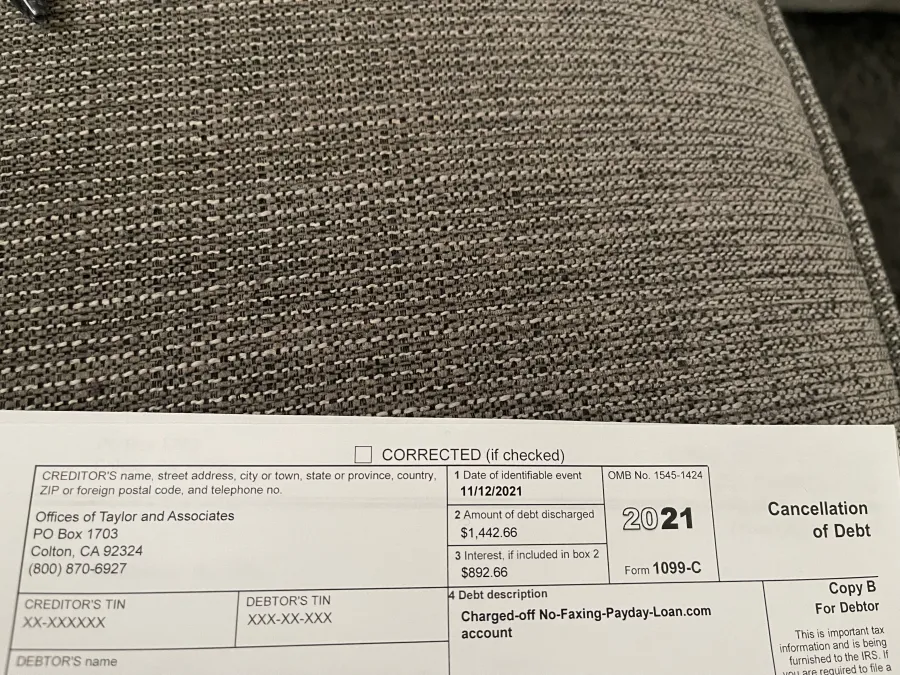 CORRECTED (if checked)
CREDITOR'S name, street address, city or town, state or province, country,
ZIP or foreign postal code, and telephone no.
Offices of Taylor and Associates
PO Box 1703
Colton, CA 92324
(800) 870-6927
1 Date of identifiable event
11/12/2021
2 Amount of debt discharged
$1,442.66
3 Interest, if included in box 2
$892.66
OMB No. 1545-1424
2021
Form 1099-C
Cancellation
of Debt
CREDITOR'S TIN
XX-XXXXXX
DEBTOR'S TIN
XXX-XX-XXX
4 Debt description
Charged-off No-Faxing-Payday-Loan.com
account
Copy B
For Debtor
This is important tax
information and is being
furnished to the IRS. If
you are required to file a
DEBTOR'S name